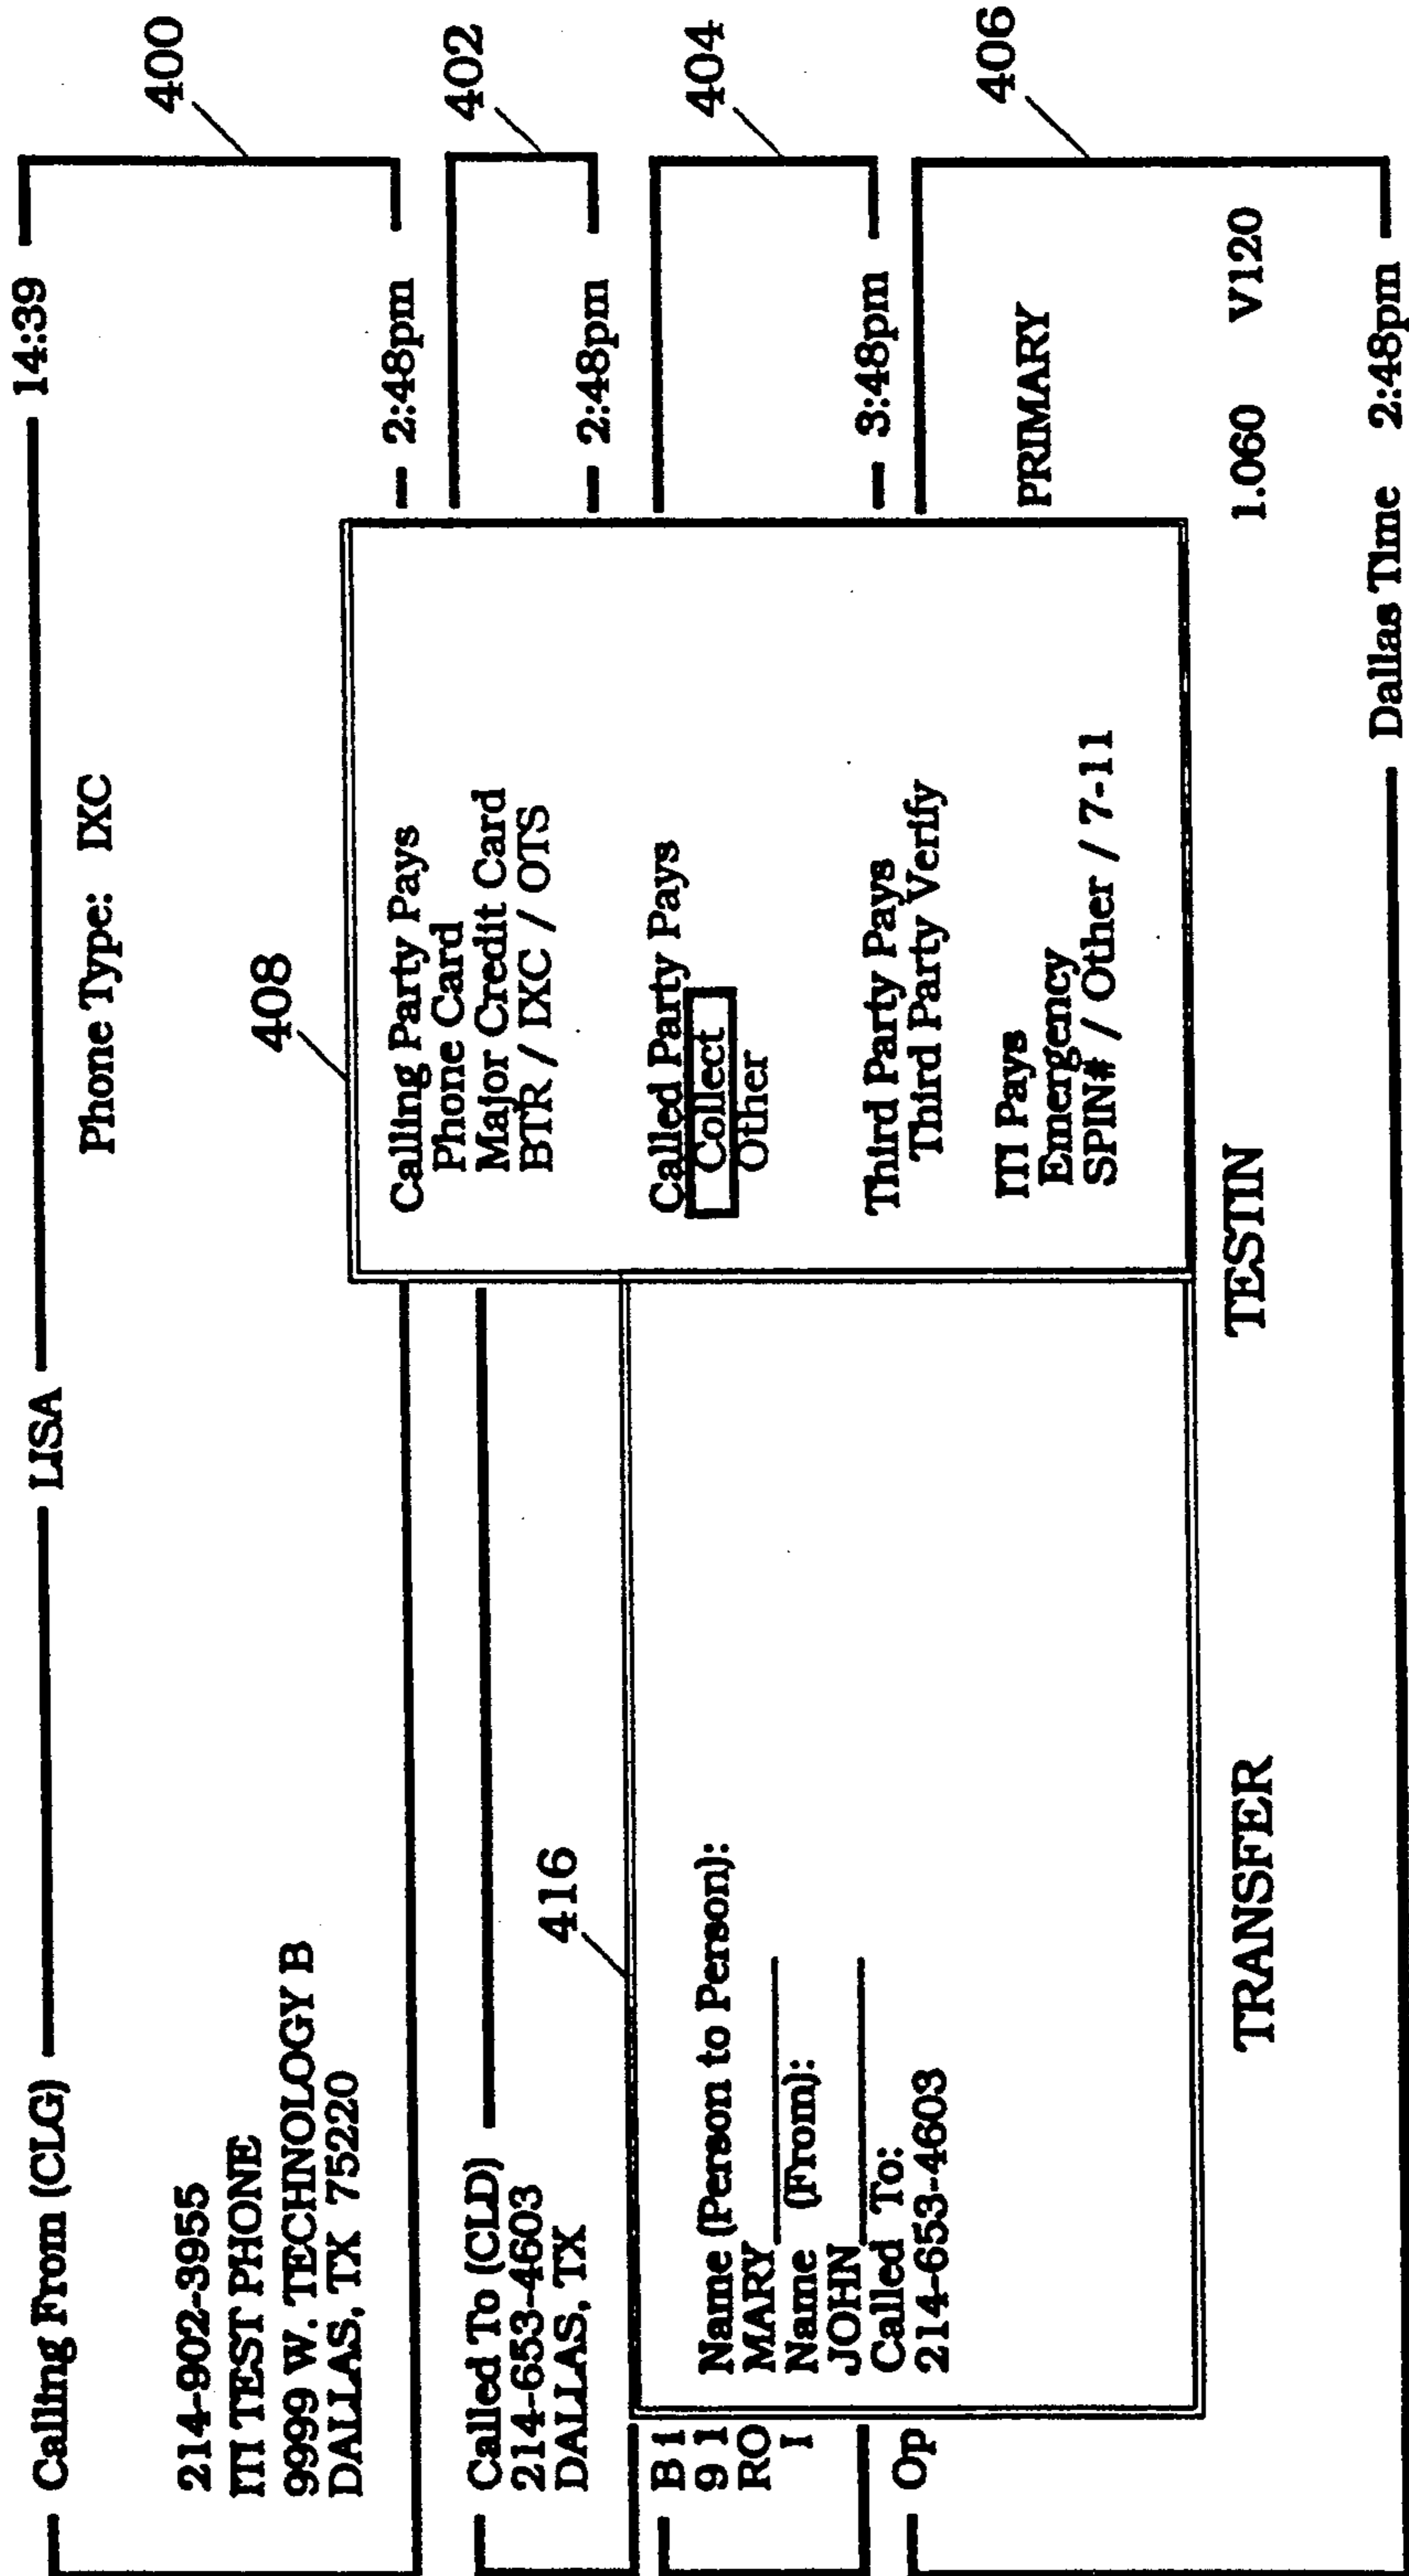 Calling From (CLG) LISA 14:39
400
Phone Type: IXC
214-902-3955
ITI TEST PHONE
9999 W. TECHNOLOGY B
DALLAS, TX 75220
2:48pm
402
Called To (CLD)
214-653-4603
DALLAS, TX
2:48pm
404
408
Calling Party Pays
Phone Card
Major Credit Card
BTR / IXC / OTS
Called Party Pays
Collect
Other
Third Party Pays
Third Party Verify
ITI Pays
Emergency
SPIN# / Other / 7-11
416
Name (Person to Person):
MARY
Name (From):
JOHN
Called To:
214-653-4603
B 1
9 1
RO
I
3:48pm
406
Op
PRIMARY
TRANSFER TESTIN 1.060 V120
Dallas Time 2:48pm